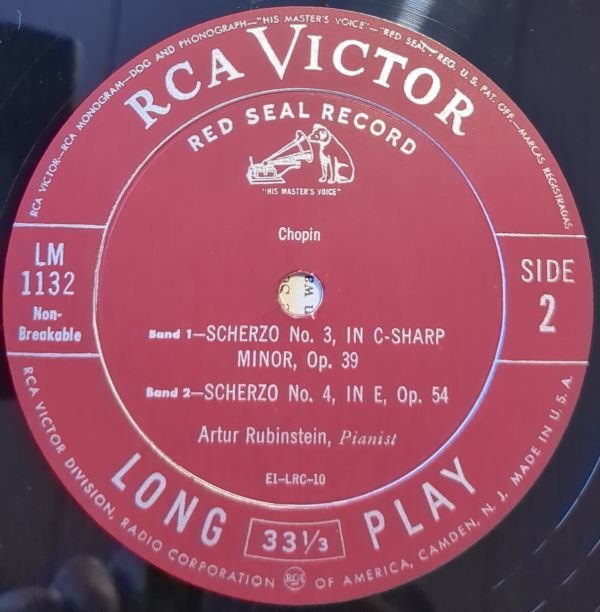 RCA VICTOR—RCA MONOGRAM—DOG AND PHONOGRAPH—"HIS MASTER'S VOICE"—"RED SEAL", REG. U.S. PAT. OFF.—MARCAS REGISTRADAS
RCA VICTOR
RED SEAL RECORD
"HIS MASTER'S VOICE"
Chopin
LM
1132
Non-
Breakable
SIDE
2
Band 1—SCHERZO No. 3, IN C-SHARP
MINOR, Op. 39
Band 2—SCHERZO No. 4, IN E, Op. 54
Artur Rubinstein, Pianist
E1-LRC-10
LONG PLAY
33⅓
RCA VICTOR DIVISION, RADIO CORPORATION RCA OF AMERICA, CAMDEN, N. J. MADE IN U.S.A.